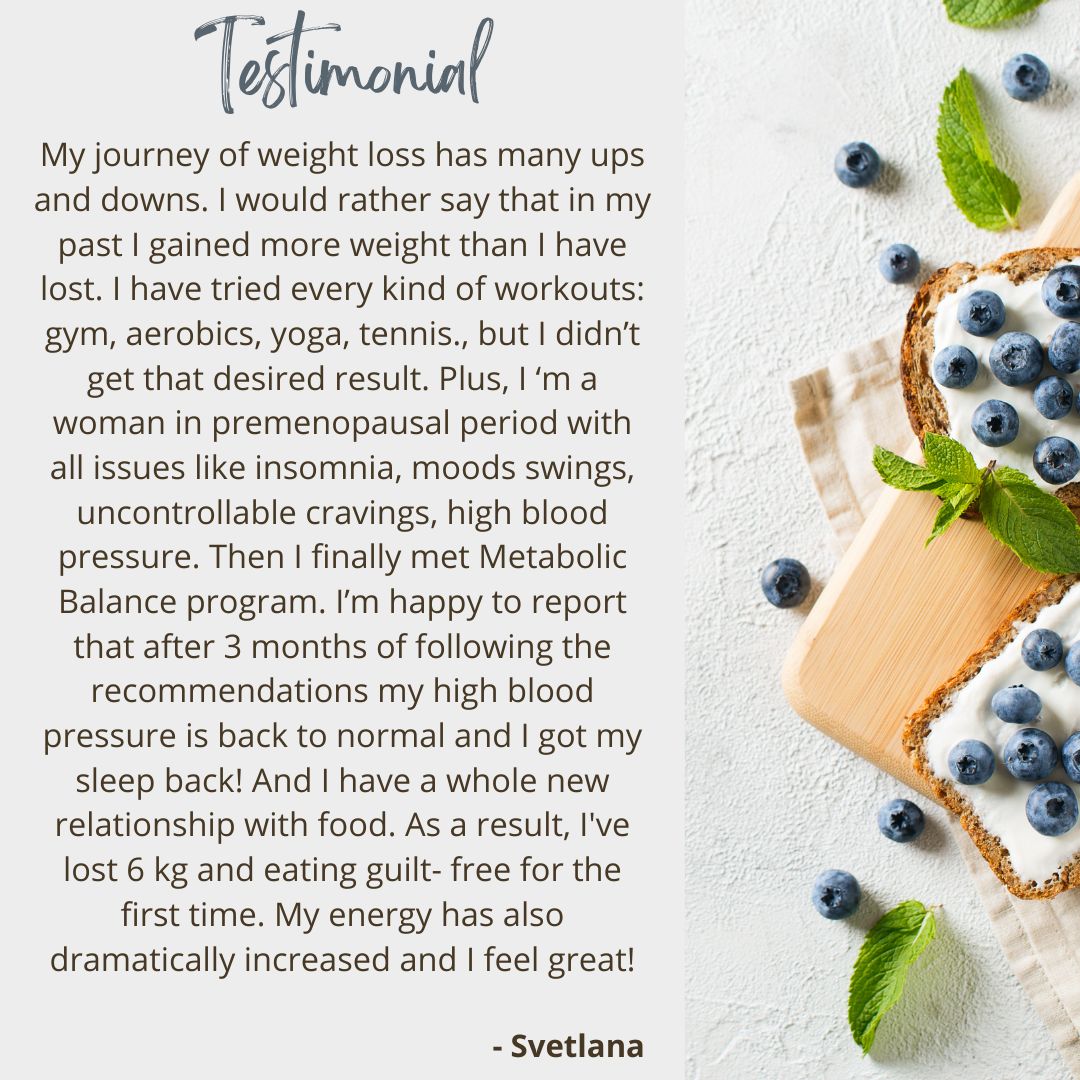 Testimonial
My journey of weight loss has many ups
and downs. I would rather say that in my
past I gained more weight than I have
lost. I have tried every kind of workouts:
gym, aerobics, yoga, tennis., but I didn’t
get that desired result. Plus, I ‘m a
woman in premenopausal period with
all issues like insomnia, moods swings,
uncontrollable cravings, high blood
pressure. Then I finally met Metabolic
Balance program. I’m happy to report
that after 3 months of following the
recommendations my high blood
pressure is back to normal and I got my
sleep back! And I have a whole new
relationship with food. As a result, I've
lost 6 kg and eating guilt- free for the
first time. My energy has also
dramatically increased and I feel great!
- Svetlana